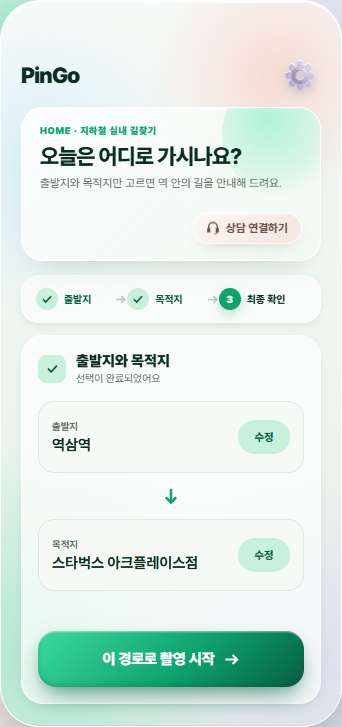 PinGo
HOME · 지하철 실내 길찾기
오늘은 어디로 가시나요?
출발지와 목적지만 고르면 역 안의 길을 안내해 드려요.
상담 연결하기
출발지 → 목적지 → 3 최종 확인
출발지와 목적지
선택이 완료되었어요
출발지
역삼역
수정
↓
목적지
스타벅스 아크플레이스점
수정
이 경로로 촬영 시작 →